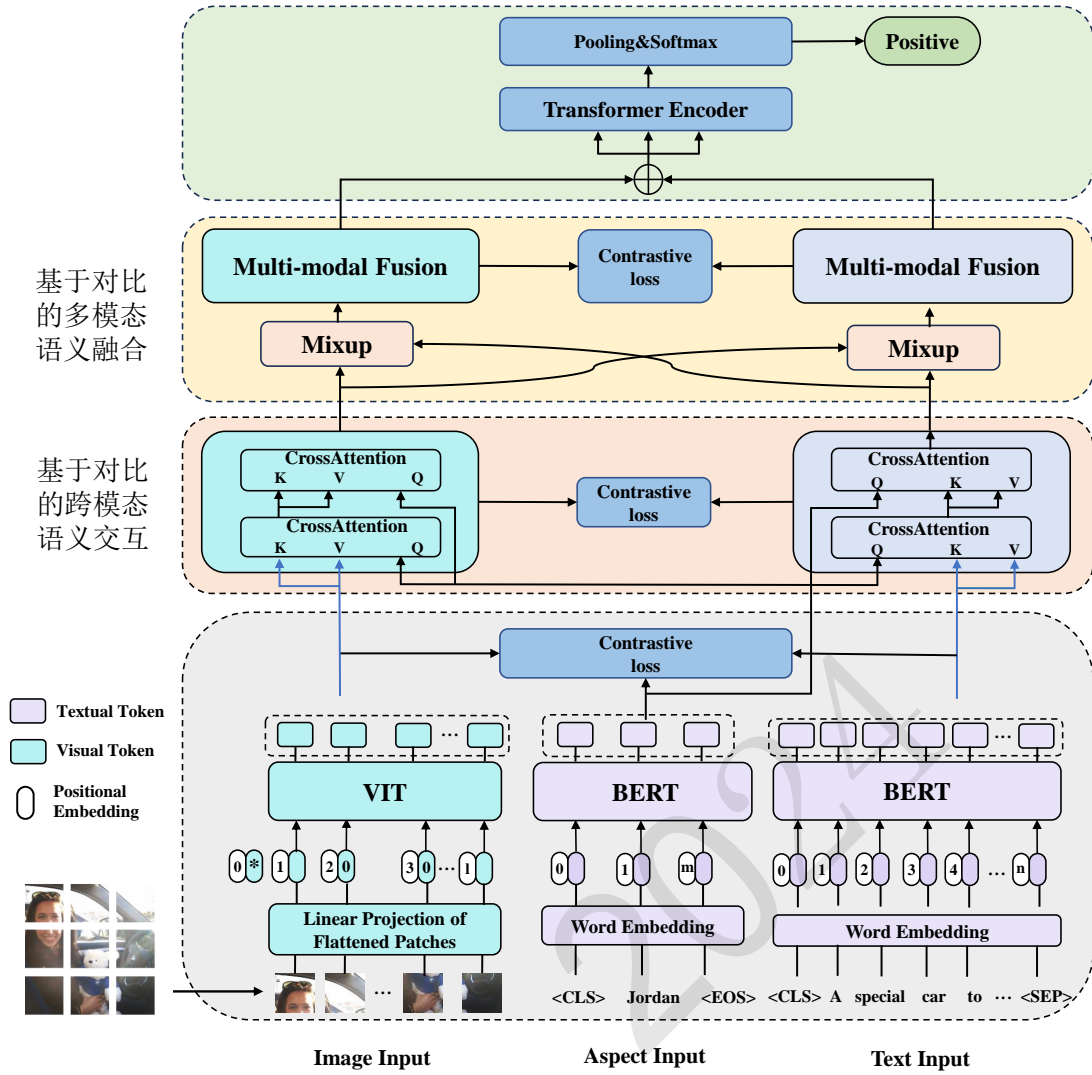 Pooling&Softmax
Positive
Transformer Encoder
基于对比
的多模态
语义融合
Multi-modal Fusion
Contrastive
loss
Multi-modal Fusion
Mixup
Mixup
基于对比
的跨模态
语义交互
CrossAttention
K V Q
CrossAttention
K V Q
Contrastive
loss
CrossAttention
Q K V
CrossAttention
Q K V
Contrastive
loss
Textual Token
Visual Token
Positional
Embedding
...
...
VIT
BERT
BERT
0 * 1 2 0 3 0 ... l
0 1 m
0 1 2 3 4 ... n
Linear Projection of
Flattened Patches
Word Embedding
Word Embedding
...
<CLS> Jordan <EOS>
<CLS> A special car to ... <SEP>
Image Input
Aspect Input
Text Input
2024